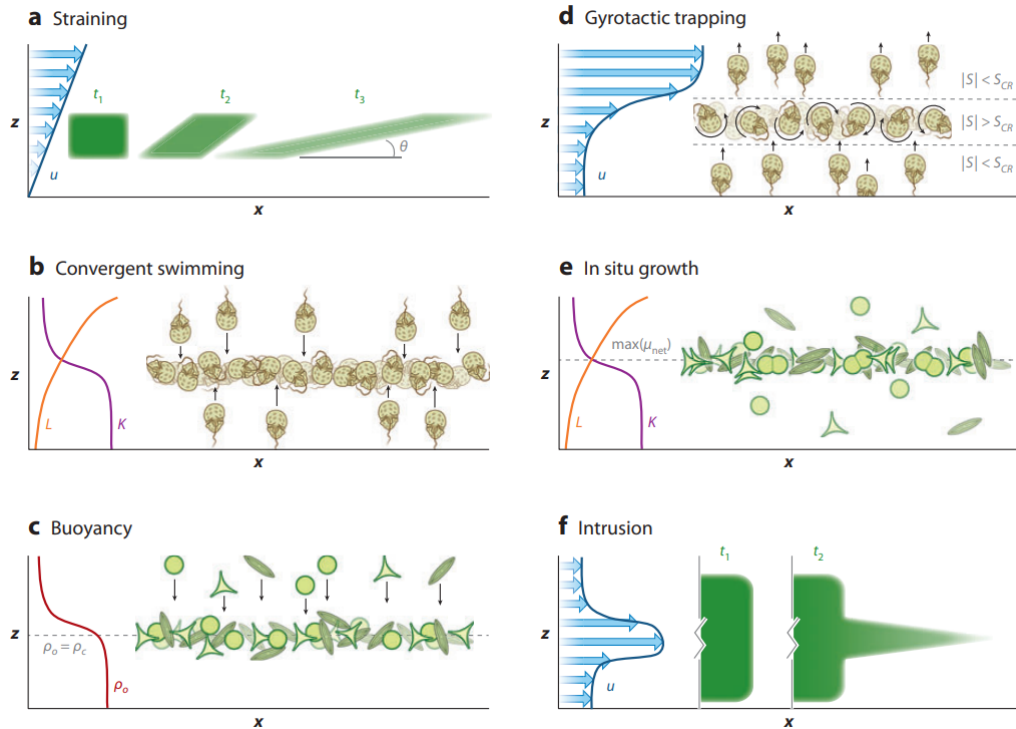 a Straining
t1 t2 t3
z
θ
u
x
b Convergent swimming
z
L K
x
c Buoyancy
z
ρo = ρc
ρo
x
d Gyrotactic trapping
|S| < SCR
z
|S| > SCR
|S| < SCR
u
x
e In situ growth
max(μnet)
z
L K
x
f Intrusion
t1 t2
z
u
x